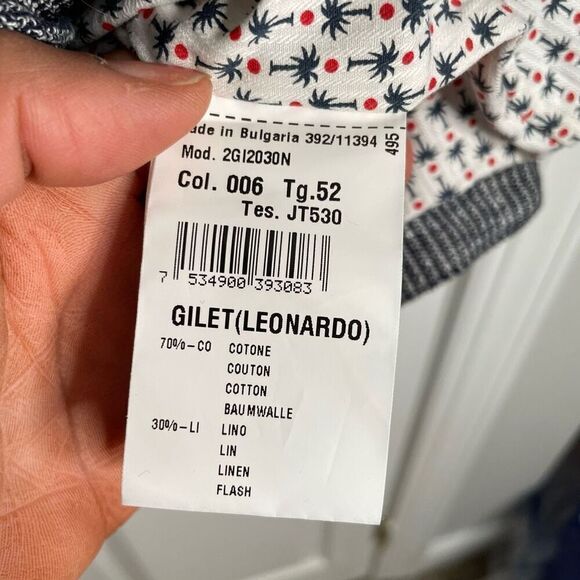 ade in Bulgaria 392/11394
495
Mod. 2GI2030N
Col. 006 Tg.52
Tes. JT530
7 534900 393083
GILET(LEONARDO)
70%-CO COTONE
COUTON
COTTON
BAUMWALLE
30%-LI LINO
LIN
LINEN
FLASH